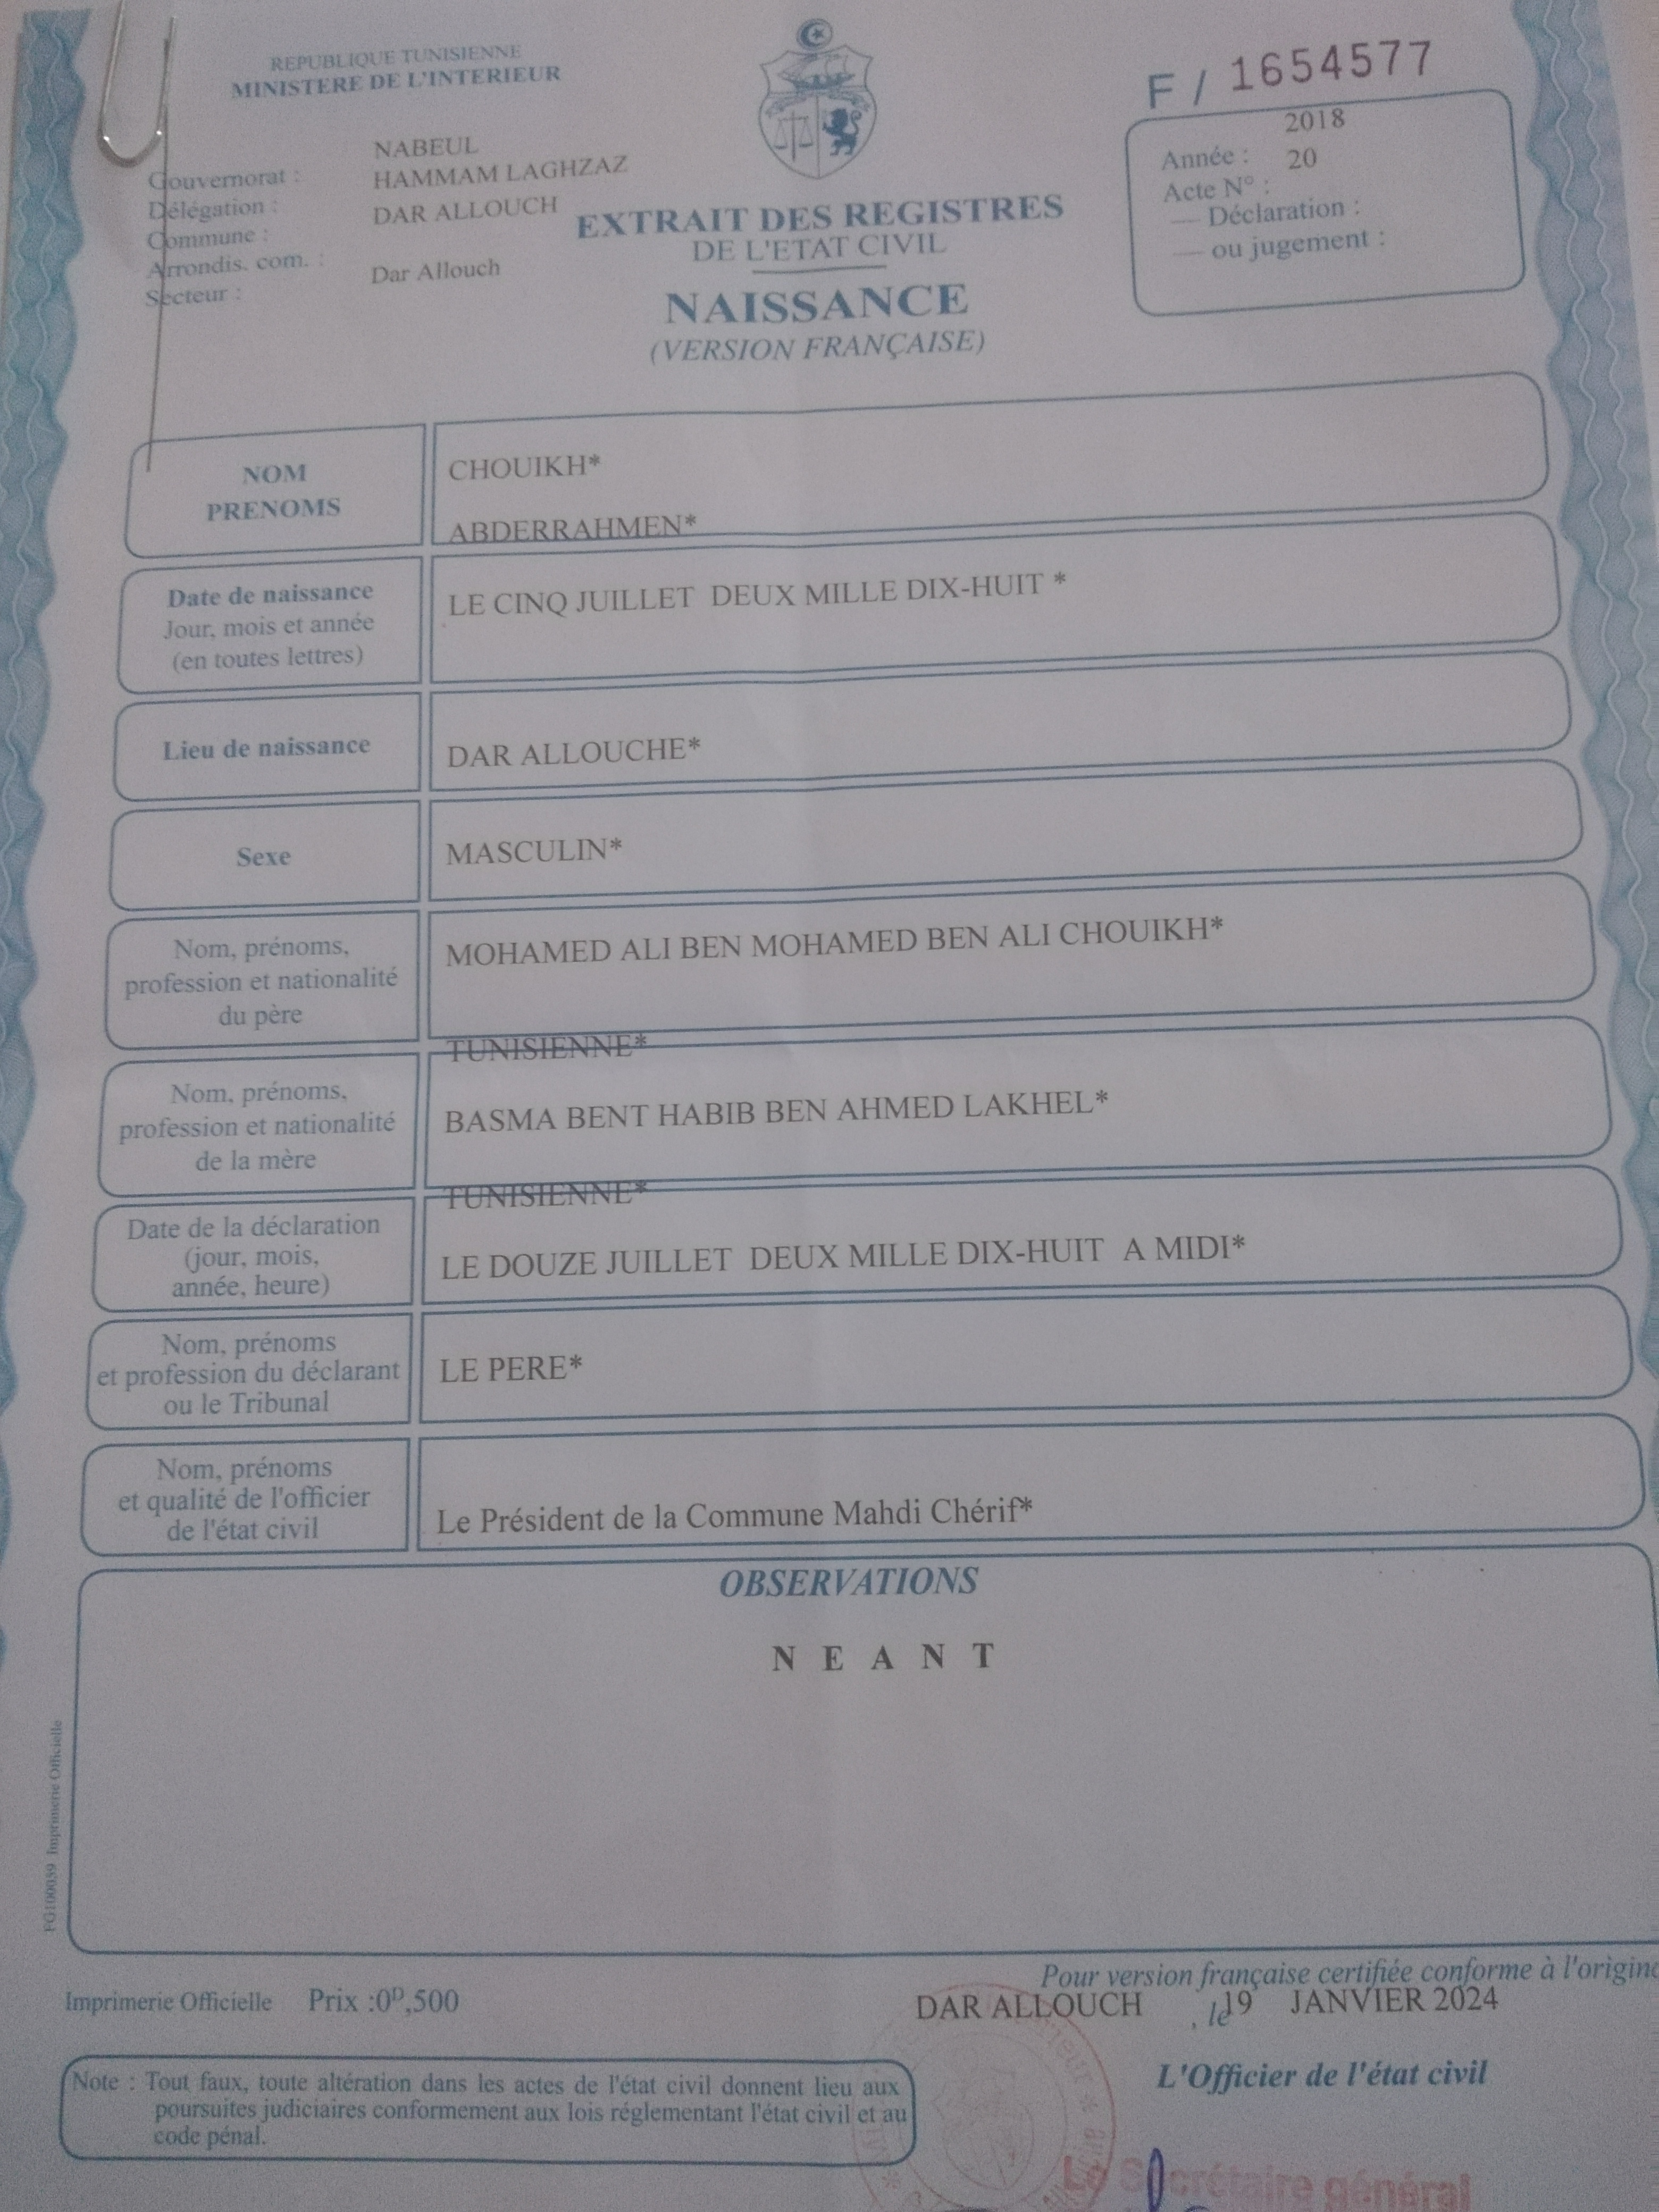 REPUBLIQUE TUNISIENNE
MINISTERE DE L'INTERIEUR
F / 1654577
Gouvernorat : NABEUL
Délégation : HAMMAM LAGHZAZ
Commune : DAR ALLOUCH
Arrondis. com. :
Secteur : Dar Allouch
EXTRAIT DES REGISTRES
DE L'ETAT CIVIL
NAISSANCE
(VERSION FRANÇAISE)
Année : 2018
Acte N° : 20
— Déclaration :
— ou jugement :
NOM
PRENOMS
CHOUIKH*
ABDERRAHMEN*
Date de naissance
Jour, mois et année
(en toutes lettres)
LE CINQ JUILLET DEUX MILLE DIX-HUIT *
Lieu de naissance
DAR ALLOUCHE*
Sexe
MASCULIN*
Nom, prénoms,
profession et nationalité
du père
MOHAMED ALI BEN MOHAMED BEN ALI CHOUIKH*
TUNISIENNE*
Nom, prénoms,
profession et nationalité
de la mère
BASMA BENT HABIB BEN AHMED LAKHEL*
TUNISIENNE*
Date de la déclaration
(jour, mois,
année, heure)
LE DOUZE JUILLET DEUX MILLE DIX-HUIT A MIDI*
Nom, prénoms
et profession du déclarant
ou le Tribunal
LE PERE*
Nom, prénoms
et qualité de l'officier
de l'état civil
Le Président de la Commune Mahdi Chérif*
OBSERVATIONS
N E A N T
FG100039 Imprimerie Officielle
Imprimerie Officielle Prix :0ᴰ,500
Pour version française certifiée conforme à l'origina
DAR ALLOUCH , le 19 JANVIER 2024
L'Officier de l'état civil
Note : Tout faux, toute altération dans les actes de l'état civil donnent lieu aux
poursuites judiciaires conformement aux lois réglementant l'état civil et au
code pénal.
Le Secrétaire général